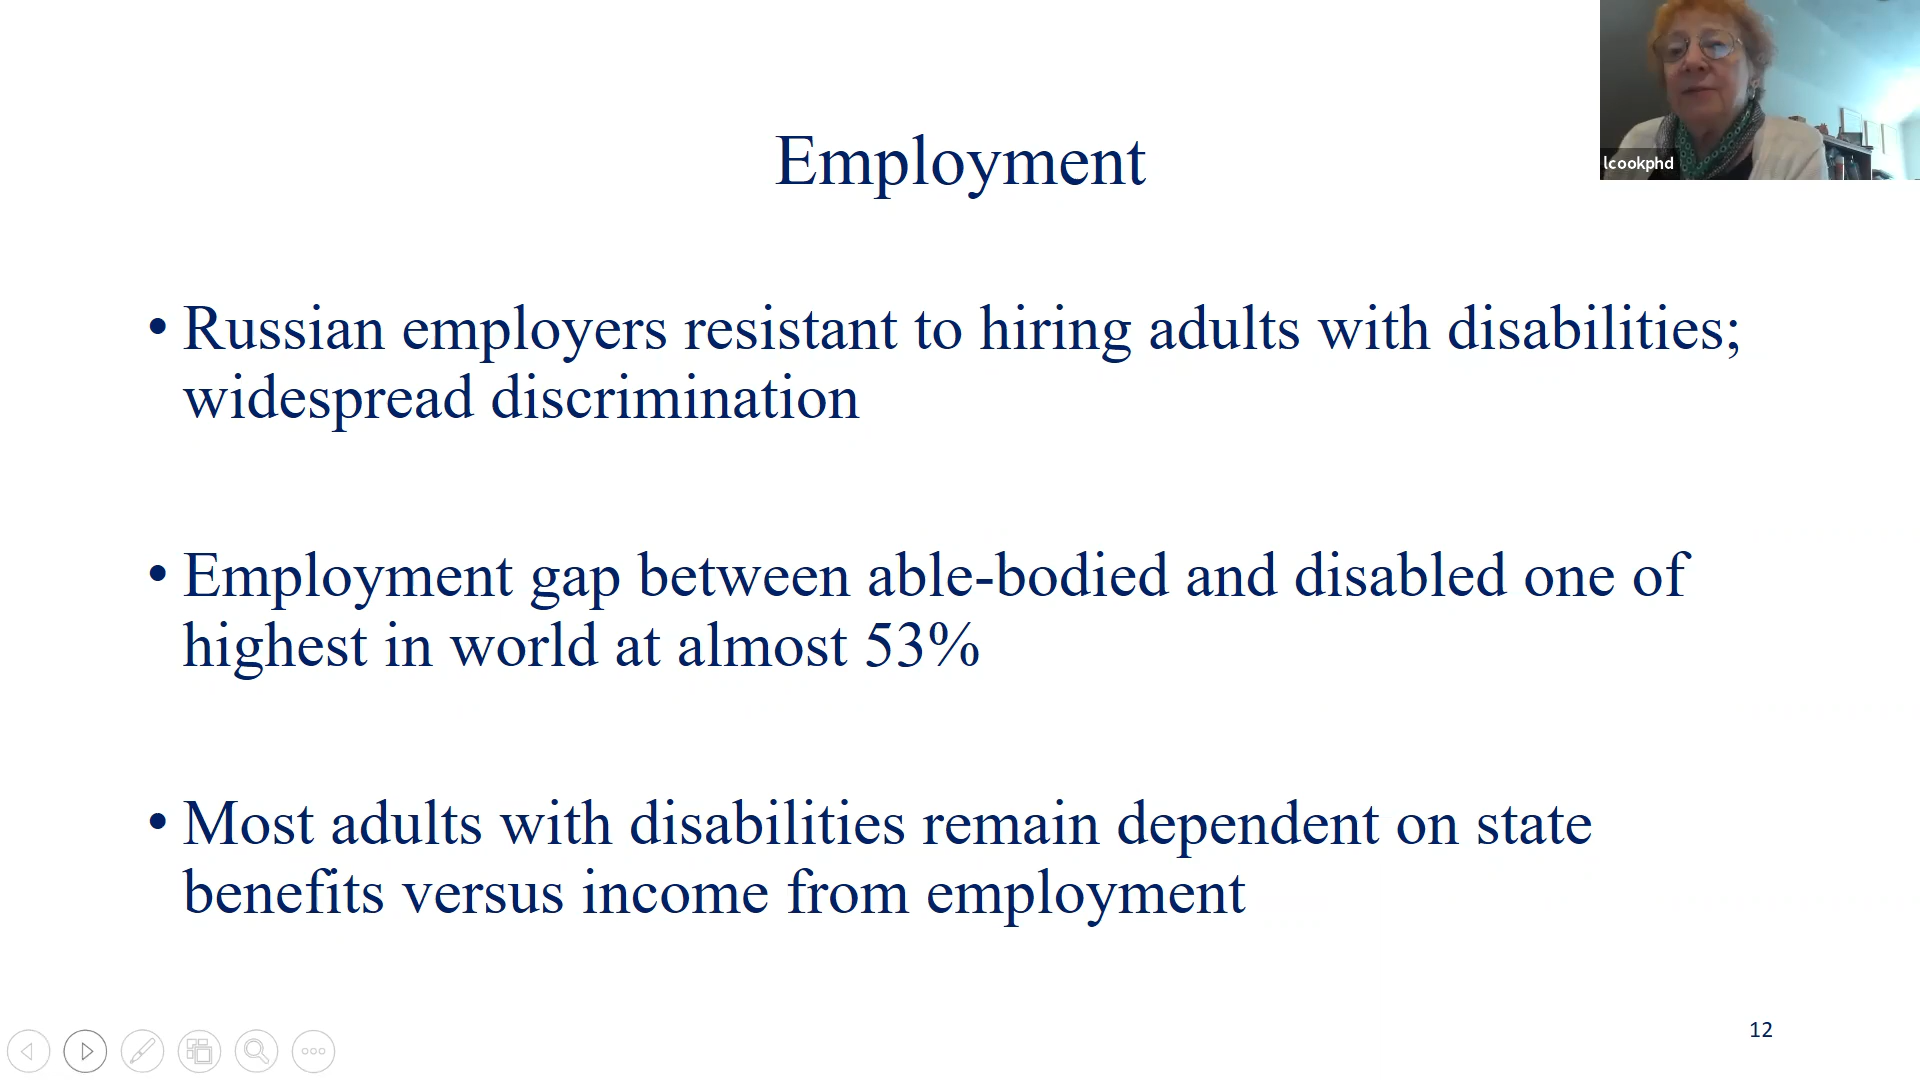 Employment
lcookphd
• Russian employers resistant to hiring adults with disabilities;
widespread discrimination
• Employment gap between able-bodied and disabled one of
highest in world at almost 53%
• Most adults with disabilities remain dependent on state
benefits versus income from employment
12